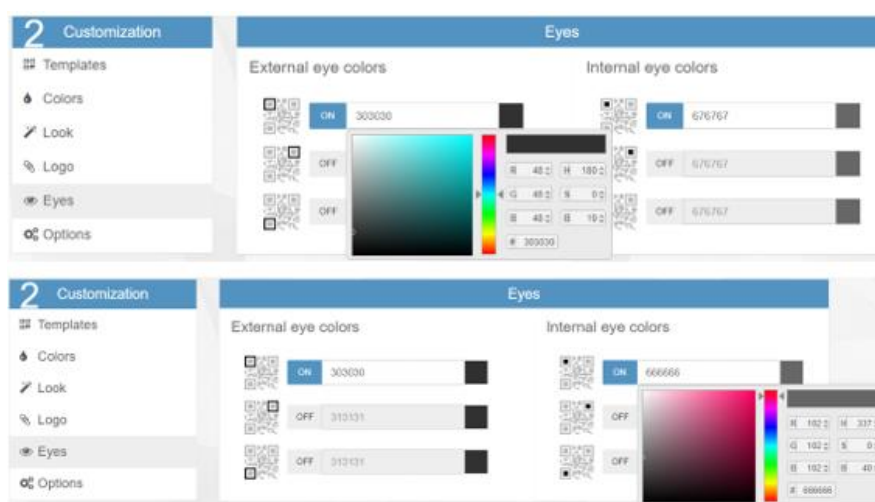 2 Customization
Eyes
Templates
Colors
Look
Logo
Eyes
Options
External eye colors
Internal eye colors
ON 303030
OFF
OFF
R 48 H 180
G 48 S 0
B 48 B 19
# 303030
ON 676767
OFF 676767
OFF 676767
2 Customization
Eyes
Templates
Colors
Look
Logo
Eyes
Options
External eye colors
Internal eye colors
ON 303030
OFF 313131
OFF 313131
ON 666666
OFF
OFF
R 102 H 337
G 102 S 0
B 102 B 40
# 666666